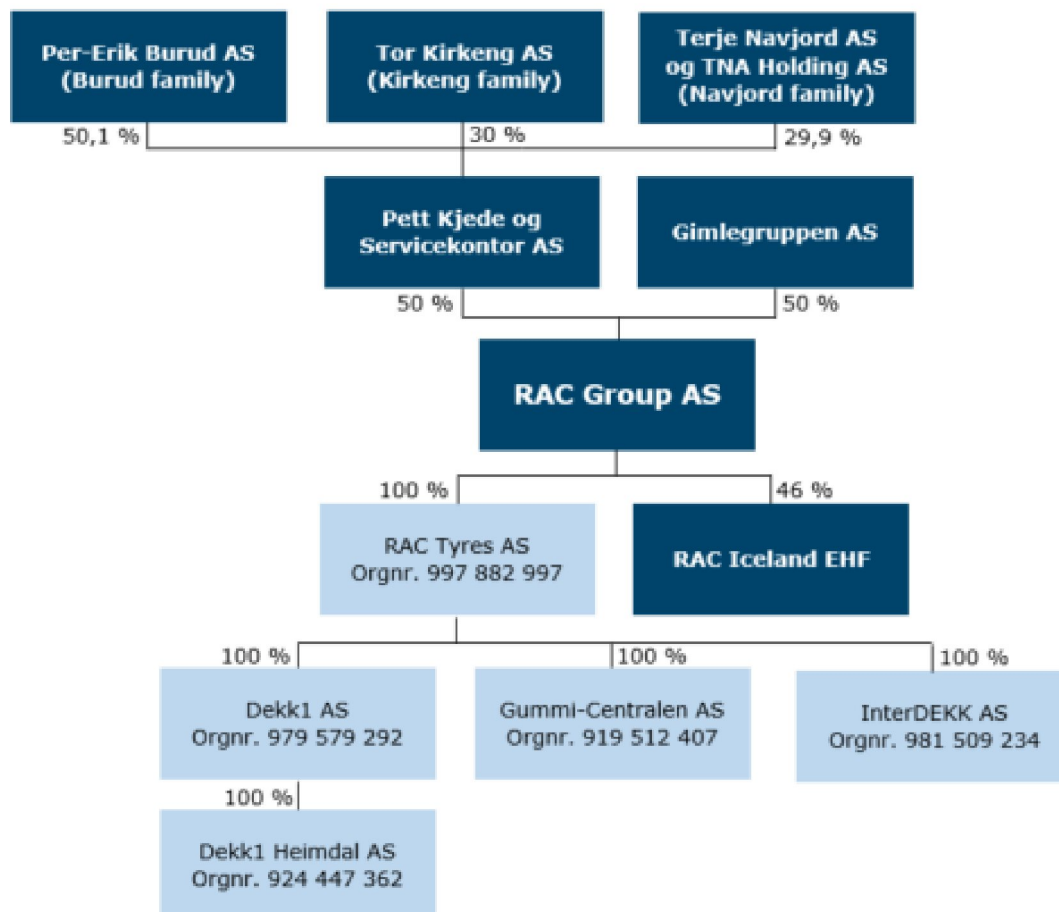 Per-Erik Burud AS
(Burud family)
Tor Kirkeng AS
(Kirkeng family)
Terje Navjord AS
og TNA Holding AS
(Navjord family)
50,1 %
30 %
29,9 %
Pett Kjede og
Servicekontor AS
Gimlegruppen AS
50 %
50 %
RAC Group AS
100 %
46 %
RAC Tyres AS
Orgnr. 997 882 997
RAC Iceland EHF
100 %
100 %
100 %
Dekk1 AS
Orgnr. 979 579 292
Gummi-Centralen AS
Orgnr. 919 512 407
InterDEKK AS
Orgnr. 981 509 234
100 %
Dekk1 Heimdal AS
Orgnr. 924 447 362